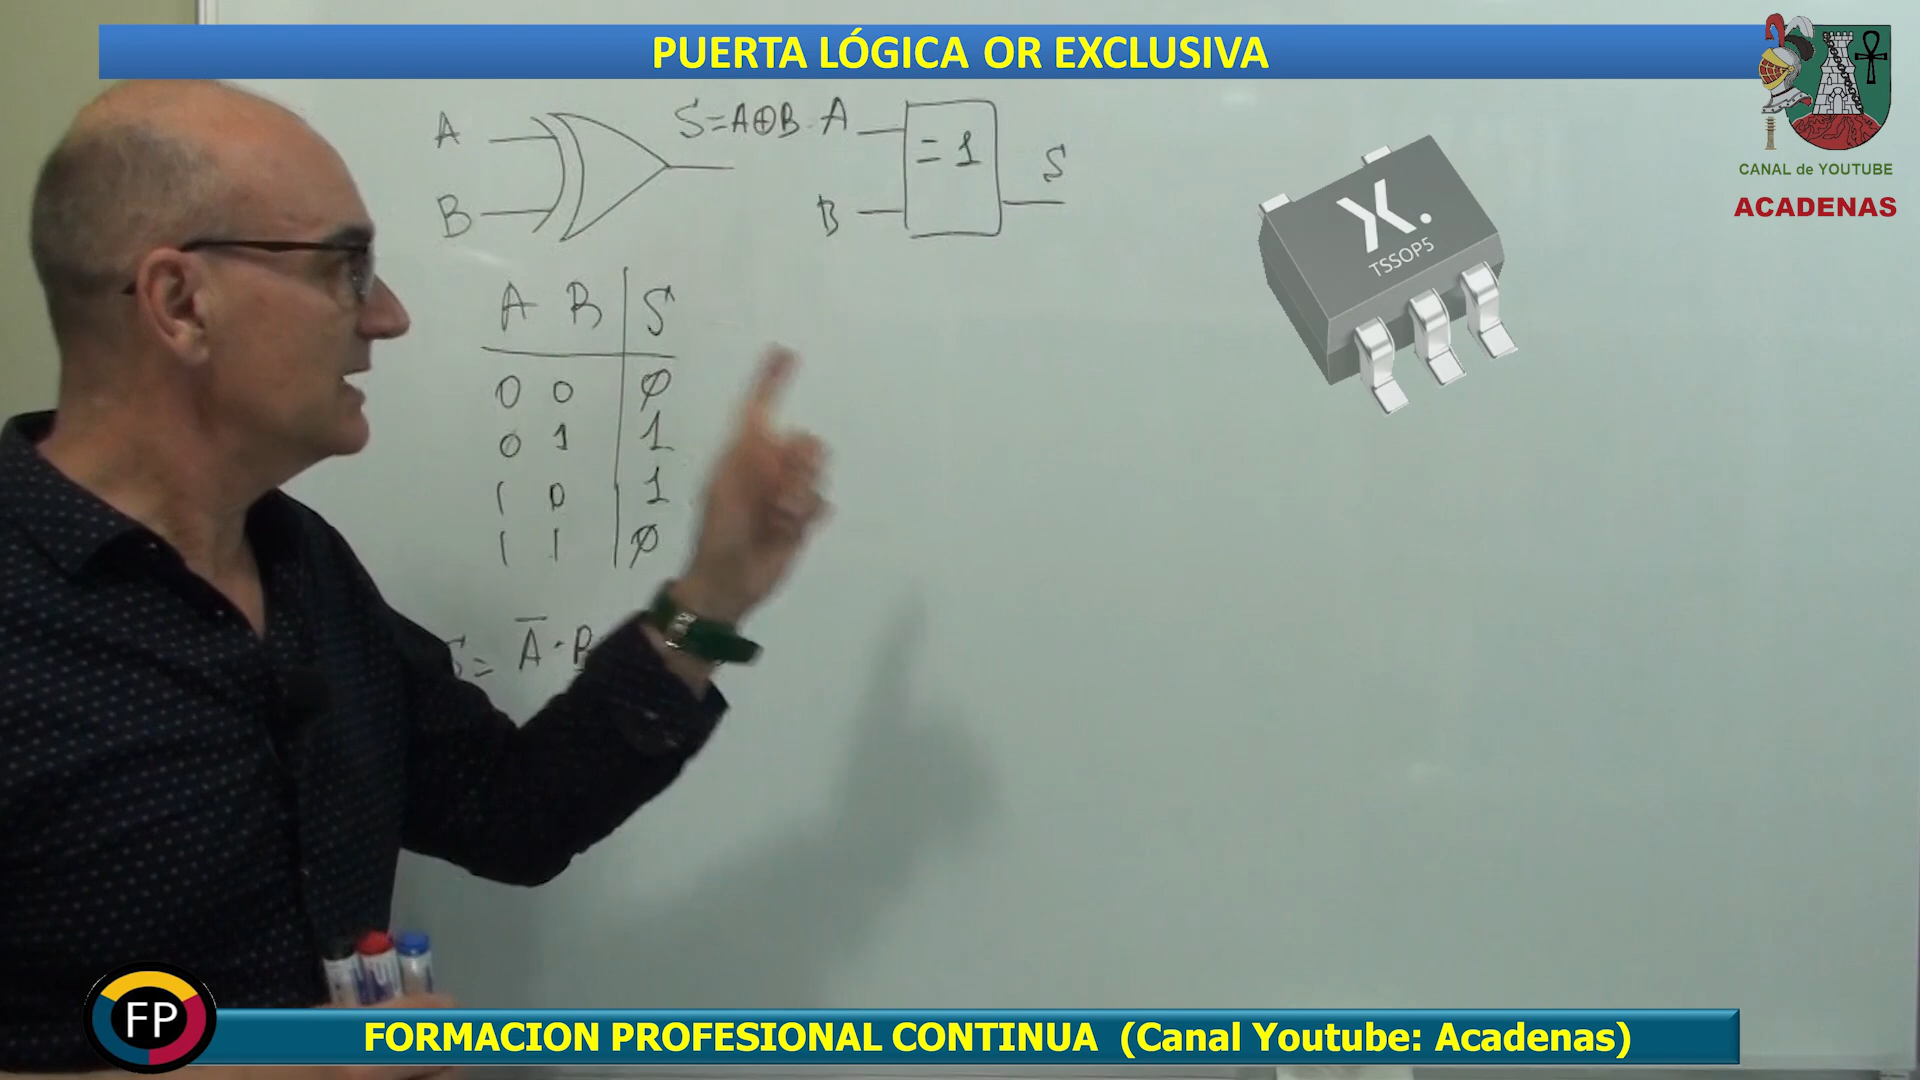 PUERTA LÓGICA OR EXCLUSIVA
CANAL de YOUTUBE
ACADENAS
A
B
S=A⊕B
A
B
=1
S
TSSOP5
A B S
0 0 0
0 1 1
1 0 1
1 1 0
S= A̅·B
FP
FORMACION PROFESIONAL CONTINUA (Canal Youtube: Acadenas)